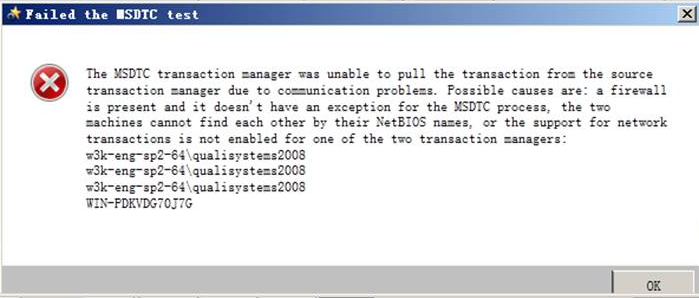 Failed the MSDTC test
The MSDTC transaction manager was unable to pull the transaction from the source
transaction manager due to communication problems. Possible causes are: a firewall
is present and it doesn't have an exception for the MSDTC process, the two
machines cannot find each other by their NetBIOS names, or the support for network
transactions is not enabled for one of the two transaction managers:
w3k-eng-sp2-64\qualisystems2008
w3k-eng-sp2-64\qualisystems2008
w3k-eng-sp2-64\qualisystems2008
WIN-PDKVDG70J7G
OK